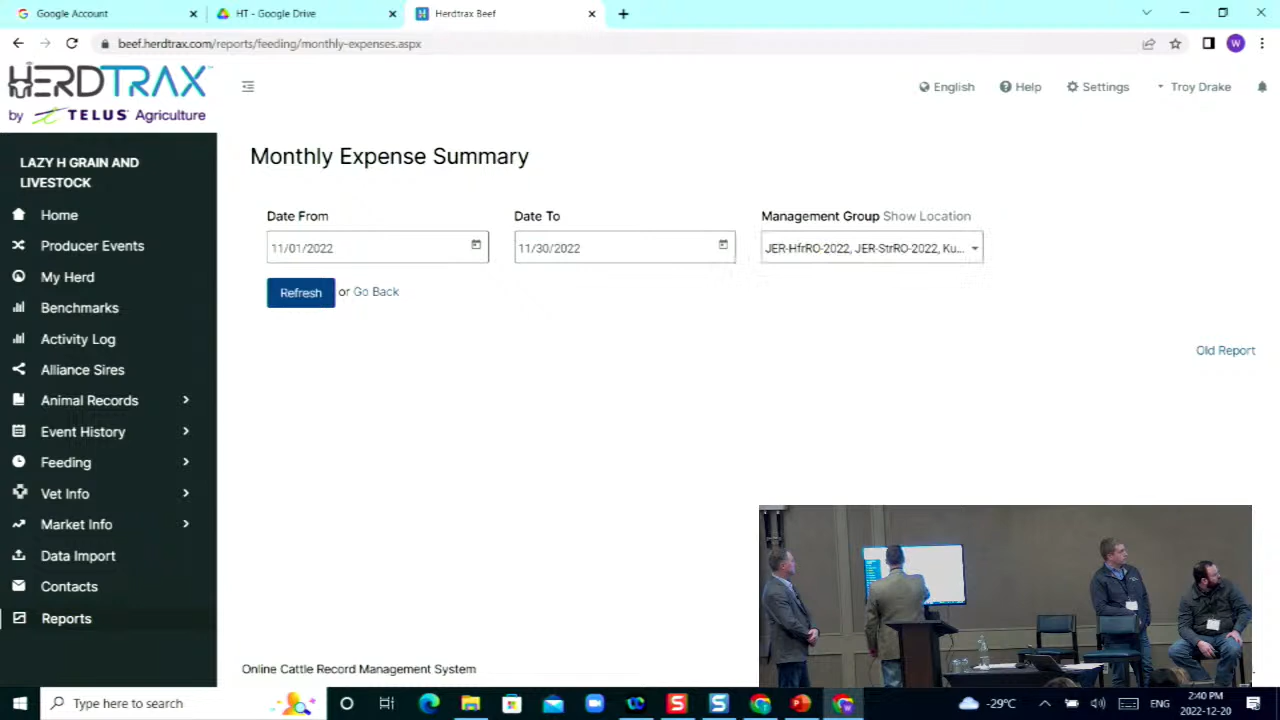 Google Account
HT - Google Drive
Herdtrax Beef
beef.herdtrax.com/reports/feeding/monthly-expenses.aspx
W
HERDTRAX
by TELUS Agriculture
English
Help
Settings
Troy Drake
LAZY H GRAIN AND
LIVESTOCK
Home
Producer Events
My Herd
Benchmarks
Activity Log
Alliance Sires
Animal Records
Event History
Feeding
Vet Info
Market Info
Data Import
Contacts
Reports
Monthly Expense Summary
Date From
Date To
Management Group Show Location
11/01/2022
11/30/2022
JER-HfrRO-2022, JER-StrRO-2022, Ku...
Refresh or Go Back
Old Report
Online Cattle Record Management System
Type here to search
-29°C
ENG
2:40 PM
2022-12-20